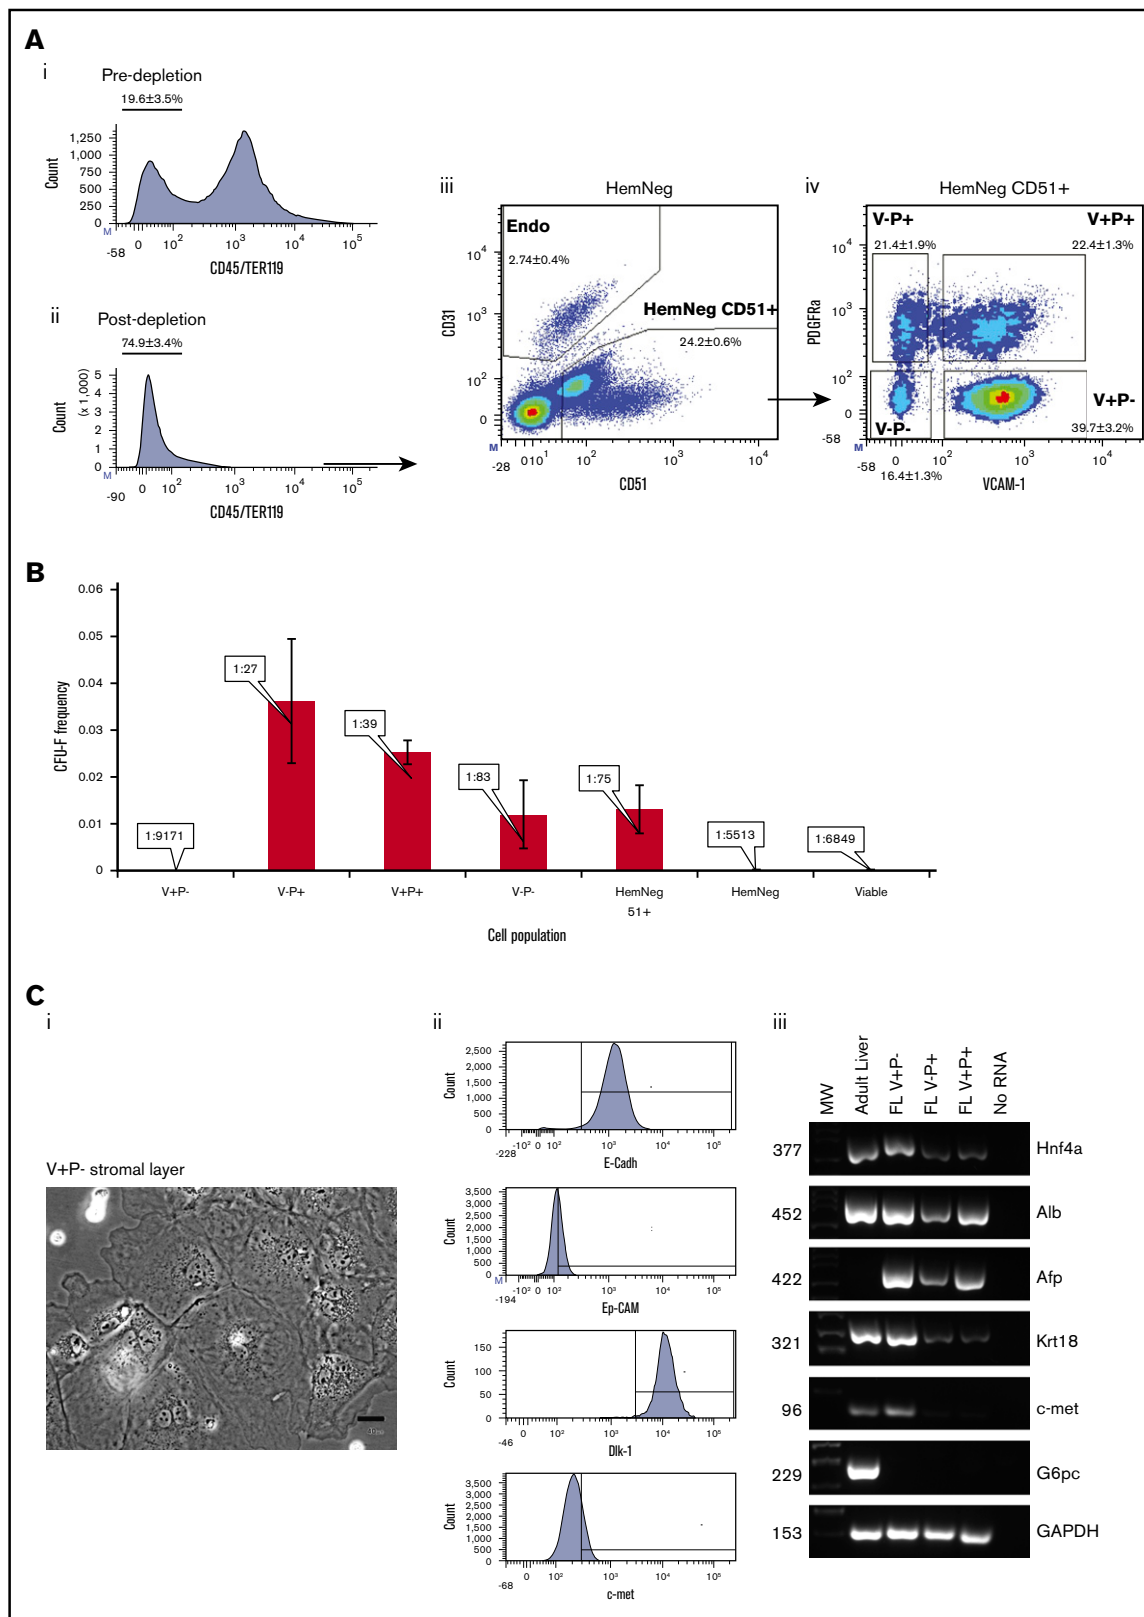 A
i
Pre-depletion
19.6±3.5%
1,250
1,000
750
500
250
0
Count
M
-58
0 10² 10³ 10⁴ 10⁵
CD45/TER119
ii
Post-depletion
74.9±3.4%
5
4
3
2
1
0
Count
(x 1,000)
M
-90
0 10² 10³ 10⁴ 10⁵
CD45/TER119
iii
HemNeg
Endo
2.74±0.4%
HemNeg CD51+
24.2±0.6%
10⁴
10³
10²
0
CD31
M
-28
010¹ 10² 10³ 10⁴
CD51
iv
HemNeg CD51+
V-P+
21.4±1.9%
V+P+
22.4±1.3%
V-P-
16.4±1.3%
V+P-
39.7±3.2%
10⁴
10³
10²
0
-58
PDGFRa
M
-58
0 10² 10³ 10⁴
VCAM-1
B
0.06
0.05
0.04
0.03
0.02
0.01
0
CFU-F frequency
1:9171
1:27
1:39
1:83
1:75
1:5513
1:6849
V+P- V-P+ V+P+ V-P- HemNeg 51+ HemNeg Viable
Cell population
C
i
V+P- stromal layer
ii
2,500
2,000
1,500
1,000
500
0
Count
-228
-10² 0 10² 10³ 10⁴ 10⁵
E-Cadh
3,500
3,000
2,500
2,000
1,500
1,000
500
0
Count
M
-194
-10² 0 10² 10³ 10⁴ 10⁵
Ep-CAM
150
100
50
0
Count
-46
0 10² 10³ 10⁴ 10⁵
Dlk-1
3,500
3,000
2,500
2,000
1,500
1,000
500
0
Count
-68
0 10² 10³ 10⁴ 10⁵
c-met
iii
MW
Adult Liver
FL V+P-
FL V-P+
FL V+P+
No RNA
377 Hnf4a
452 Alb
422 Afp
321 Krt18
96 c-met
229 G6pc
153 GAPDH